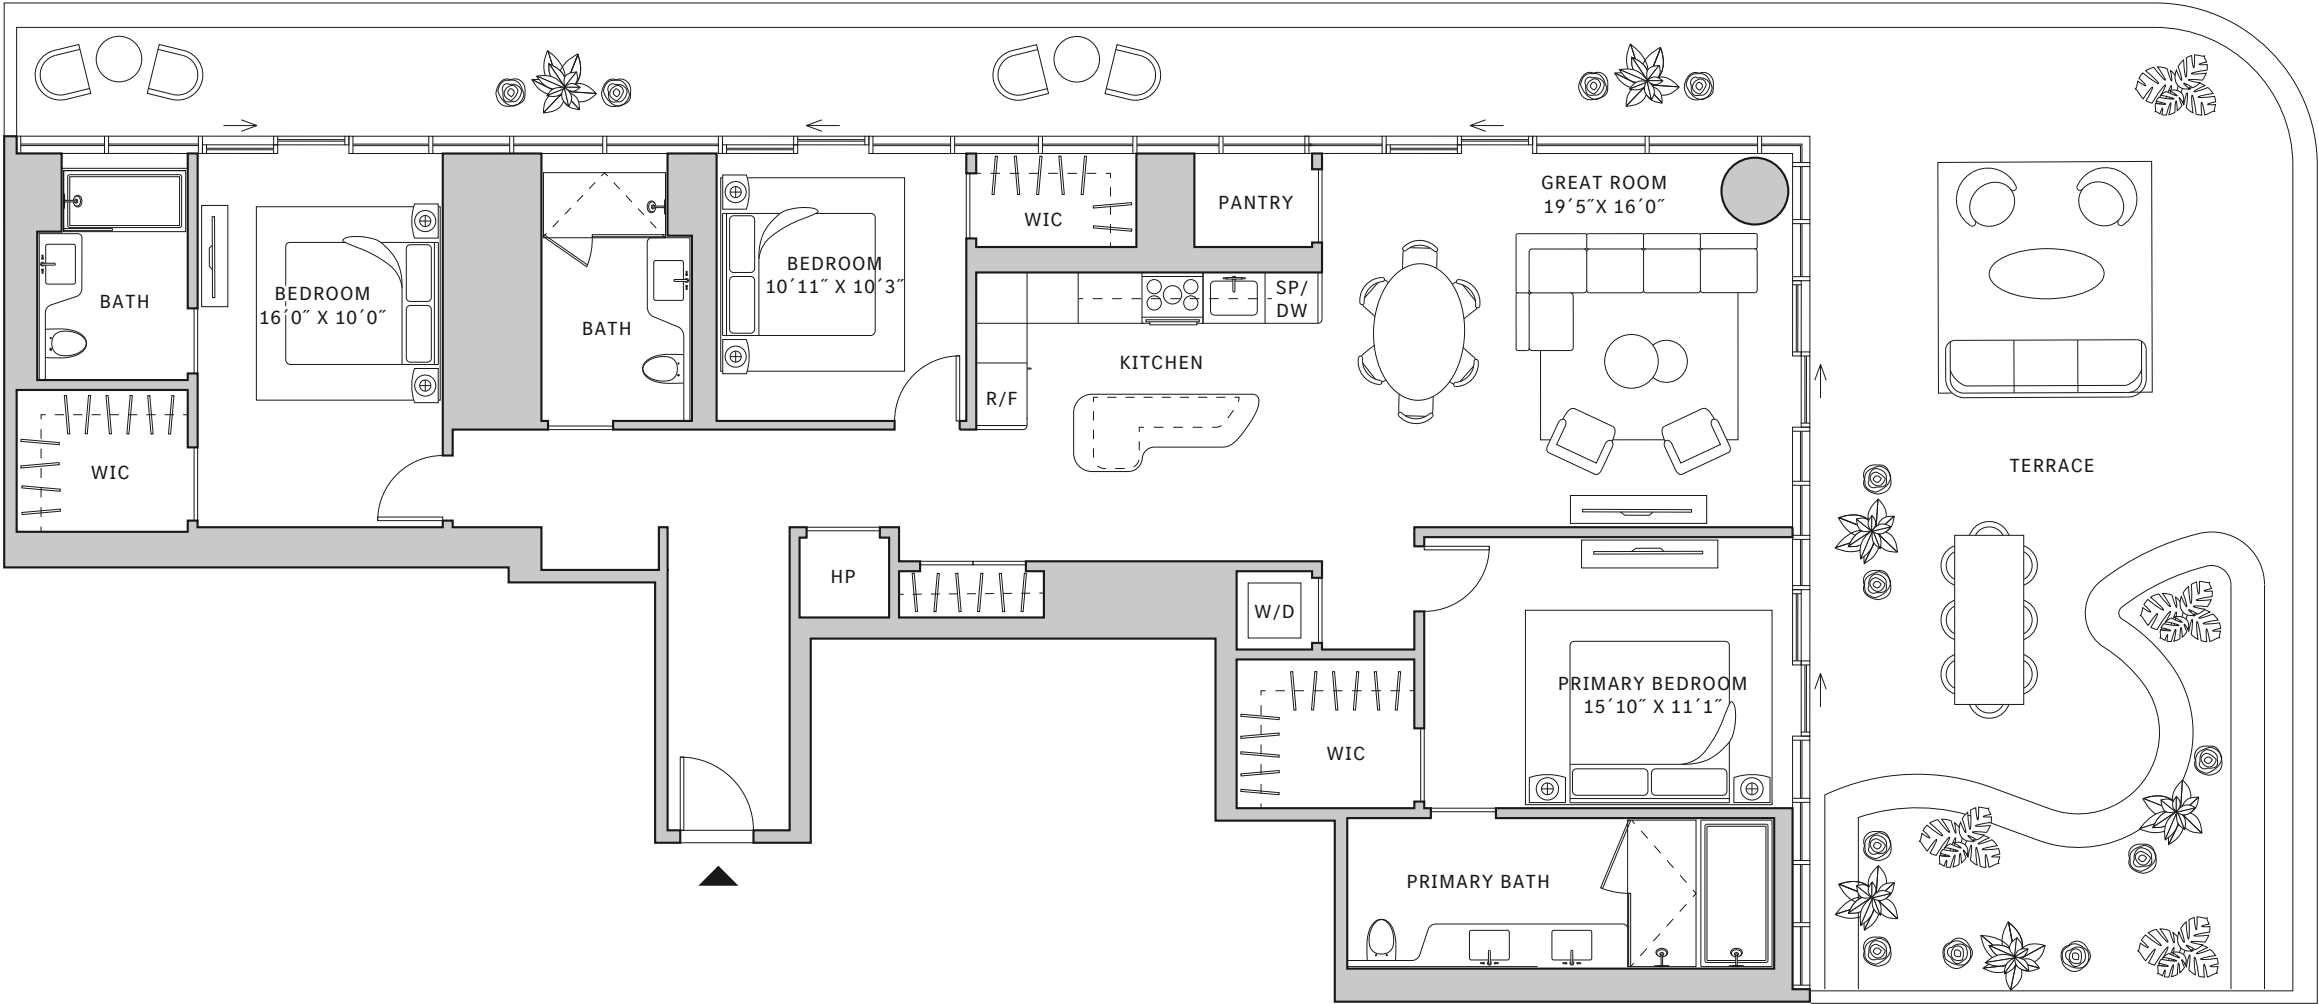 GREAT ROOM
19´5˝X 16´0˝
PANTRY
WIC
BEDROOM
10´11˝ X 10´3˝
BATH
BEDROOM
16´0˝ X 10´0˝
BATH
SP/
DW
KITCHEN
R/F
WIC
TERRACE
HP
W/D
PRIMARY BEDROOM
15´10˝ X 11´1˝
WIC
PRIMARY BATH